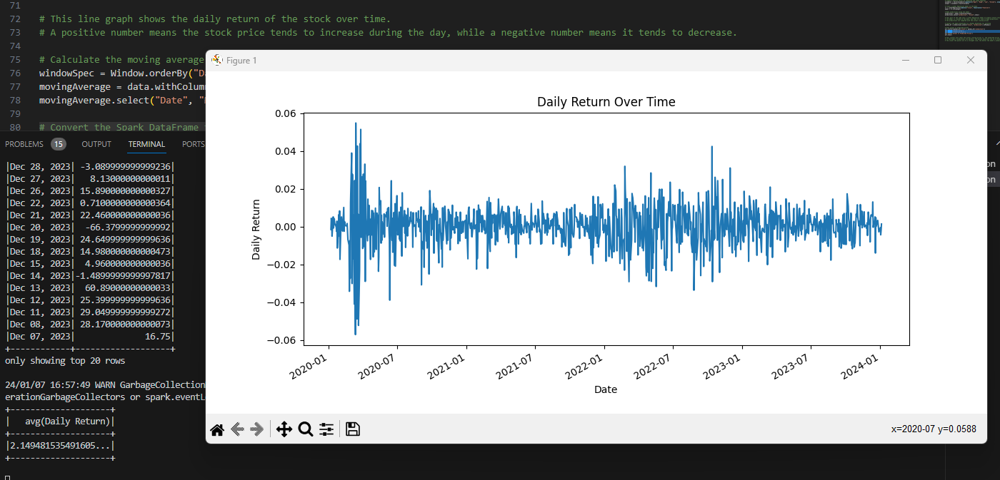 71
72 # This line graph shows the daily return of the stock over time.
73 # A positive number means the stock price tends to increase during the day, while a negative number means it tends to decrease.
74
75 # Calculate the moving average
76 windowSpec = Window.orderBy("Da
77 movingAverage = data.withColumn
78 movingAverage.select("Date", "
79
80 # Convert the Spark DataFrame
PROBLEMS 15 OUTPUT TERMINAL PORTS
|Dec 28, 2023| -3.089999999999236|
|Dec 27, 2023| 8.13000000000011|
|Dec 26, 2023| 15.890000000000327|
|Dec 22, 2023| 0.7100000000000364|
|Dec 21, 2023| 22.460000000000036|
|Dec 20, 2023| -66.3799999999992|
|Dec 19, 2023| 24.649999999999636|
|Dec 18, 2023| 14.980000000000473|
|Dec 15, 2023| 4.960000000000036|
|Dec 14, 2023|-1.4899999999997817|
|Dec 13, 2023| 60.89000000000033|
|Dec 12, 2023| 25.399999999999636|
|Dec 11, 2023| 29.049999999999272|
|Dec 08, 2023| 28.170000000000073|
|Dec 07, 2023| 16.75|
+------------+-------------------+
only showing top 20 rows
24/01/07 16:57:49 WARN GarbageCollection
erationGarbageCollectors or spark.eventL
+--------------------+
| avg(Daily Return)|
+--------------------+
|2.149481535491605...|
+--------------------+
Figure 1
Daily Return Over Time
Daily Return
0.06
0.04
0.02
0.00
−0.02
−0.04
−0.06
2020-01 2020-07 2021-01 2021-07 2022-01 2022-07 2023-01 2023-07 2024-01
Date
x=2020-07 y=0.0588
on
on